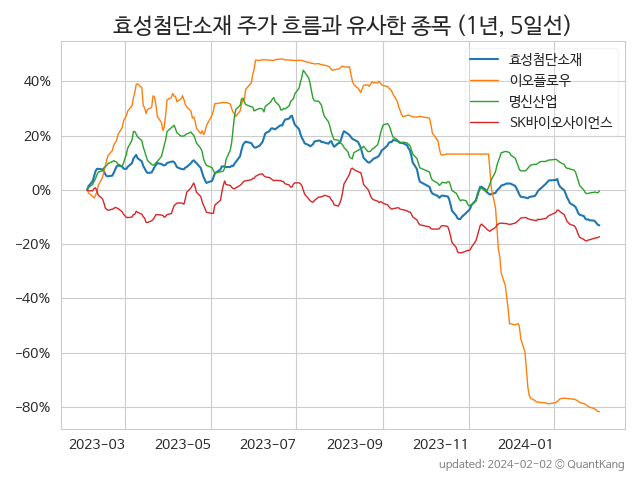 효성첨단소재 주가 흐름과 유사한 종목 (1년, 5일선)
효성첨단소재
이오플로우
명신산업
SK바이오사이언스
40%
20%
0%
−20%
−40%
−60%
−80%
2023−03 2023−05 2023−07 2023−09 2023−11 2024−01
updated: 2024-02-02 © QuantKang